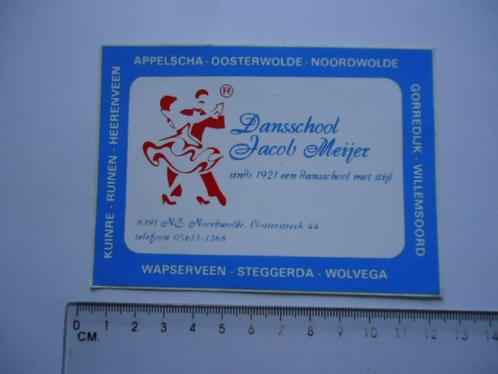 APPELSCHA - OOSTERWOLDE - NOORDWOLDE
KUINRE - RUINEN - HEERENVEEN
GORREDIJK - WILLEMSOORD
®
Dansschool
Jacob Meijer
sinds 1921 een dansschool met stijl
8391 NE Noordwolde, Oosterstreek 44
telefoon 05613-1368
WAPSERVEEN - STEGGERDA - WOLVEGA
0 1 2 3 4 5 6 7 8 9 10 11 12 13 14
CM.